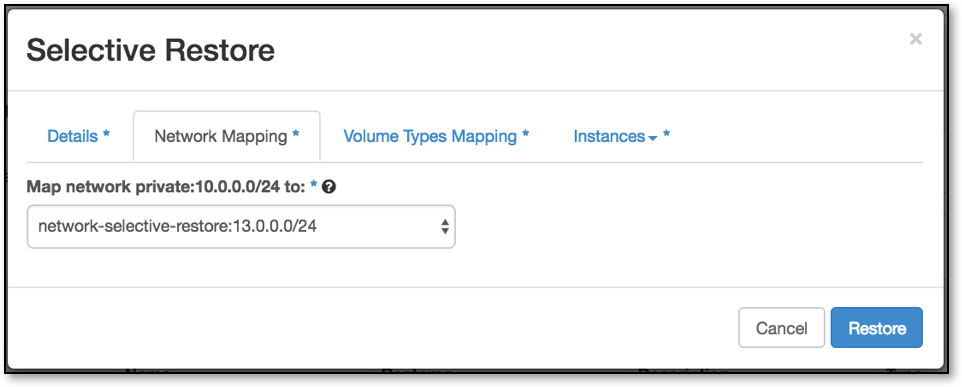 Selective Restore
×
Details *
Network Mapping *
Volume Types Mapping *
Instances *
Map network private:10.0.0.0/24 to: * ?
network-selective-restore:13.0.0.0/24
Cancel
Restore